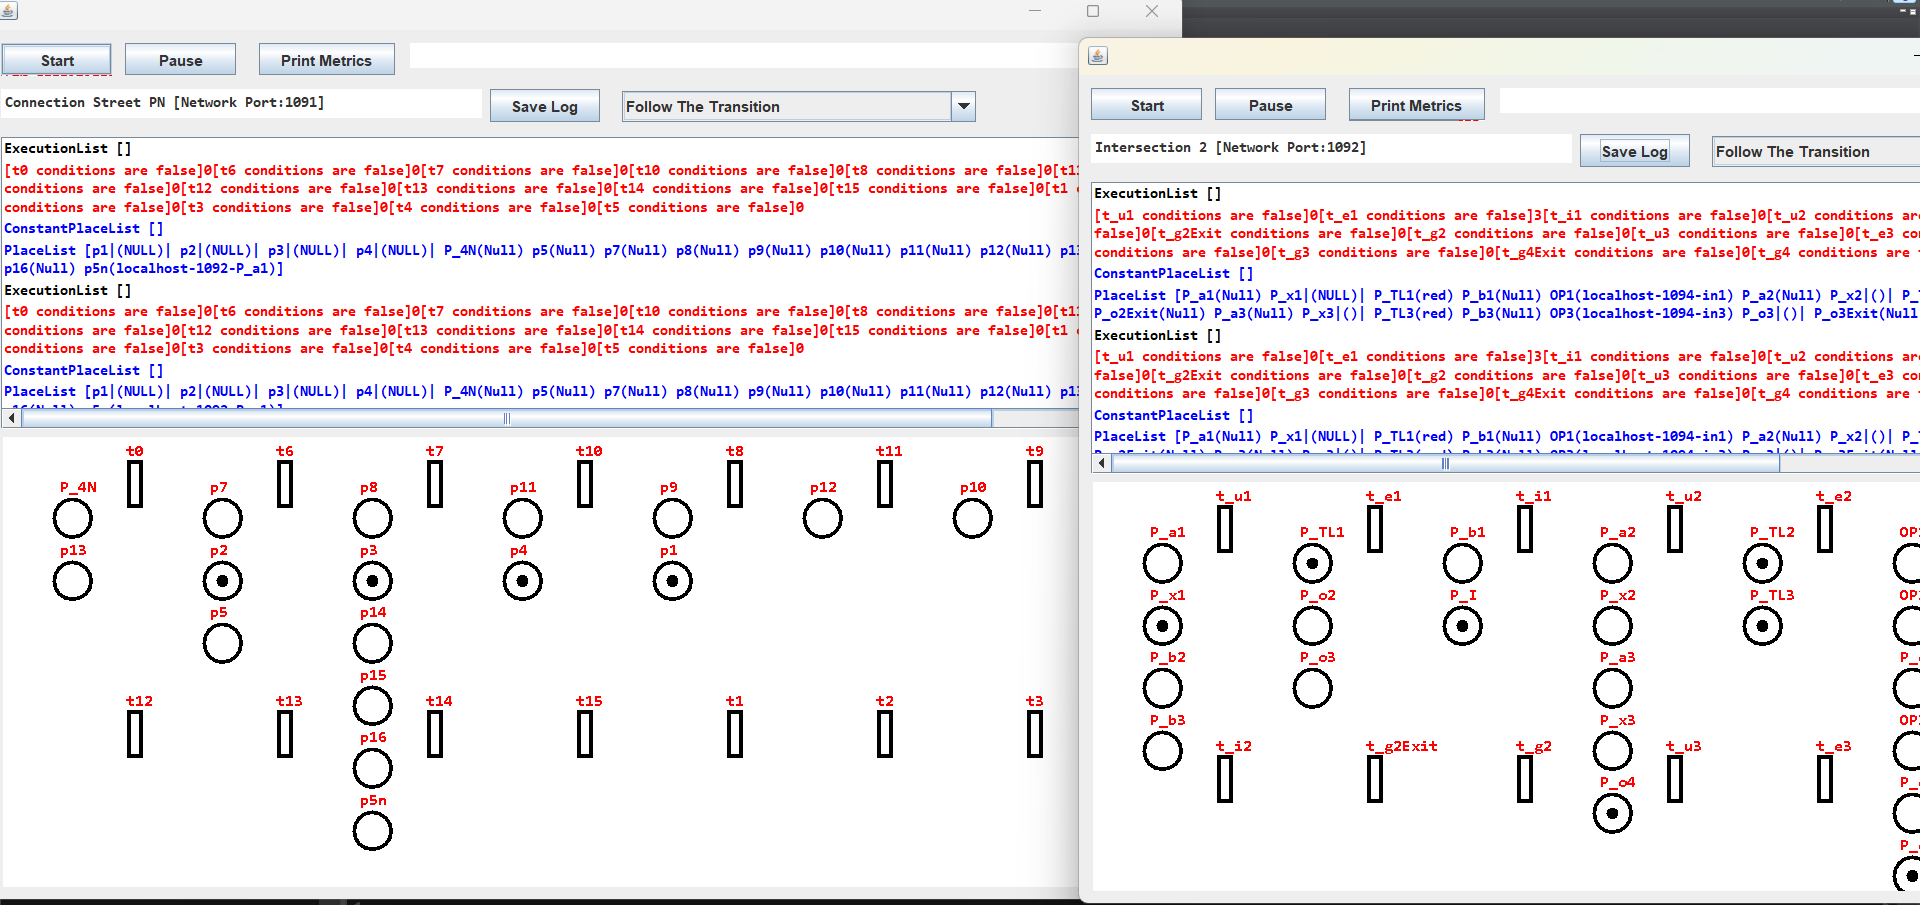 Start
Pause
Print Metrics
Connection Street PN [Network Port:1091]
Save Log
Follow The Transition
ExecutionList []
[t0 conditions are false]0[t6 conditions are false]0[t7 conditions are false]0[t10 conditions are false]0[t8 conditions are false]0[t11
conditions are false]0[t12 conditions are false]0[t13 conditions are false]0[t14 conditions are false]0[t15 conditions are false]0[t1
conditions are false]0[t3 conditions are false]0[t4 conditions are false]0[t5 conditions are false]0
ConstantPlaceList []
PlaceList [p1|(NULL)| p2|(NULL)| p3|(NULL)| p4|(NULL)| P_4N(Null) p5(Null) p7(Null) p8(Null) p9(Null) p10(Null) p11(Null) p12(Null)
p16(Null) p5n(localhost-1092-P_a1)]
ExecutionList []
[t0 conditions are false]0[t6 conditions are false]0[t7 conditions are false]0[t10 conditions are false]0[t8 conditions are false]0[t11
conditions are false]0[t12 conditions are false]0[t13 conditions are false]0[t14 conditions are false]0[t15 conditions are false]0[t1
conditions are false]0[t3 conditions are false]0[t4 conditions are false]0[t5 conditions are false]0
ConstantPlaceList []
PlaceList [p1|(NULL)| p2|(NULL)| p3|(NULL)| p4|(NULL)| P_4N(Null) p5(Null) p7(Null) p8(Null) p9(Null) p10(Null) p11(Null) p12(Null)
t0 t6 t7 t10 t8 t11 t9
P_4N p7 p8 p11 p9 p12 p10
p13 p2 p3 p4 p1
p5 p14
p15
t12 t13 t14 t15 t1 t2 t3
p16
p5n
Start
Pause
Print Metrics
Intersection 2 [Network Port:1092]
Save Log
Follow The Transition
ExecutionList []
[t_u1 conditions are false]0[t_e1 conditions are false]3[t_i1 conditions are false]0[t_u2 conditions are
false]0[t_g2Exit conditions are false]0[t_g2 conditions are false]0[t_u3 conditions are false]0[t_e3
conditions are false]0[t_g3 conditions are false]0[t_g4Exit conditions are false]0[t_g4 conditions are
ConstantPlaceList []
PlaceList [P_a1(Null) P_x1|(NULL)| P_TL1(red) P_b1(Null) OP1(localhost-1094-in1) P_a2(Null) P_x2|()|
P_o2Exit(Null) P_a3(Null) P_x3|()| P_TL3(red) P_b3(Null) OP3(localhost-1094-in3) P_o3|()| P_o3Exit(Null
ExecutionList []
[t_u1 conditions are false]0[t_e1 conditions are false]3[t_i1 conditions are false]0[t_u2 conditions are
false]0[t_g2Exit conditions are false]0[t_g2 conditions are false]0[t_u3 conditions are false]0[t_e3
conditions are false]0[t_g3 conditions are false]0[t_g4Exit conditions are false]0[t_g4 conditions are
ConstantPlaceList []
PlaceList [P_a1(Null) P_x1|(NULL)| P_TL1(red) P_b1(Null) OP1(localhost-1094-in1) P_a2(Null) P_x2|()|
t_u1 t_e1 t_i1 t_u2 t_e2
P_a1 P_TL1 P_b1 P_a2 P_TL2
P_x1 P_o2 P_I P_x2 P_TL3
P_b2 P_o3 P_a3
P_b3 P_x3
t_i2 t_g2Exit t_g2 t_u3 t_e3
P_o4